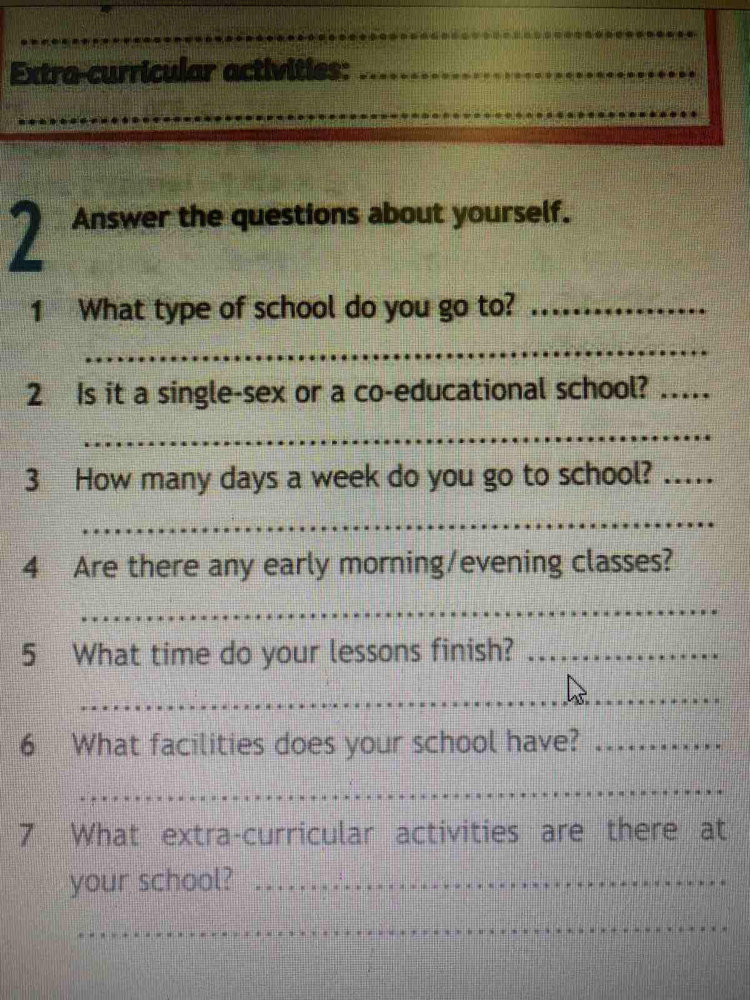 Extra-curricular activities: ........................
................................................
2 Answer the questions about yourself.
1 What type of school do you go to? .................
................................................
2 Is it a single-sex or a co-educational school? .....
................................................
3 How many days a week do you go to school? .....
................................................
4 Are there any early morning/evening classes?
................................................
5 What time do your lessons finish? ..................
................................................
6 What facilities does your school have? ............
................................................
7 What extra-curricular activities are there at
your school? ................................................
................................................